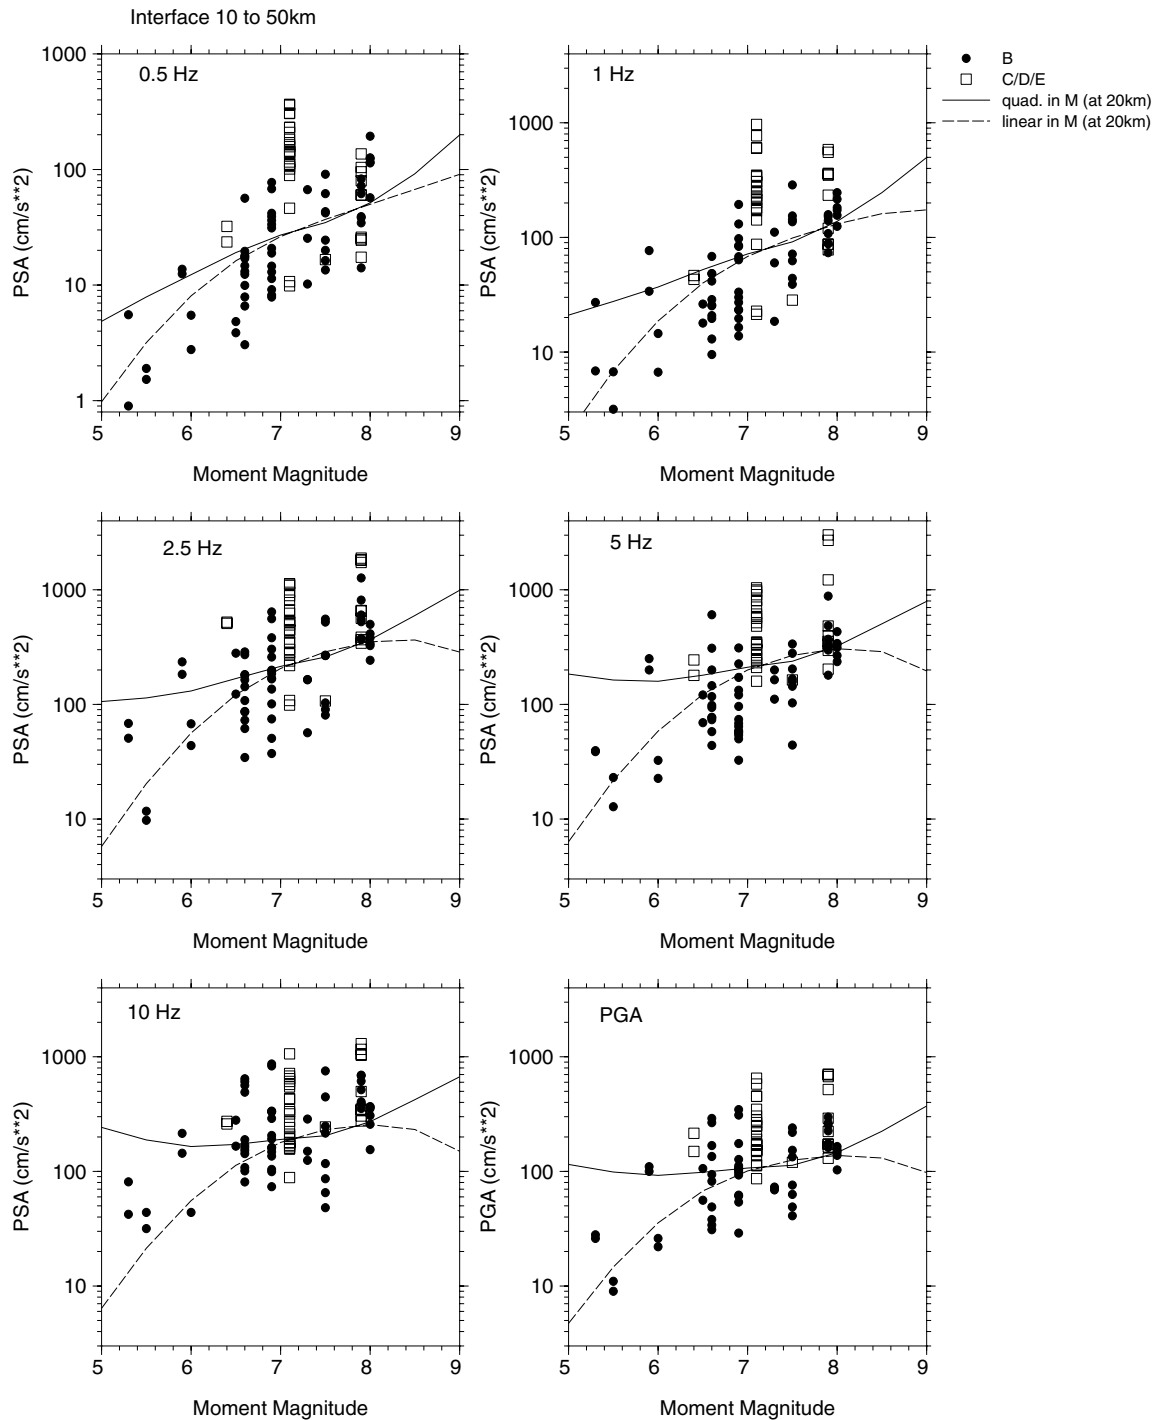 Interface 10 to 50km
B
C/D/E
quad. in M (at 20km)
linear in M (at 20km)
0.5 Hz
PSA (cm/s**2)
1000
100
10
1
5 6 7 8 9
Moment Magnitude
1 Hz
PSA (cm/s**2)
1000
100
10
5 6 7 8 9
Moment Magnitude
2.5 Hz
PSA (cm/s**2)
1000
100
10
5 6 7 8 9
Moment Magnitude
5 Hz
PSA (cm/s**2)
1000
100
10
5 6 7 8 9
Moment Magnitude
10 Hz
PSA (cm/s**2)
1000
100
10
5 6 7 8 9
Moment Magnitude
PGA
PGA (cm/s**2)
1000
100
10
5 6 7 8 9
Moment Magnitude